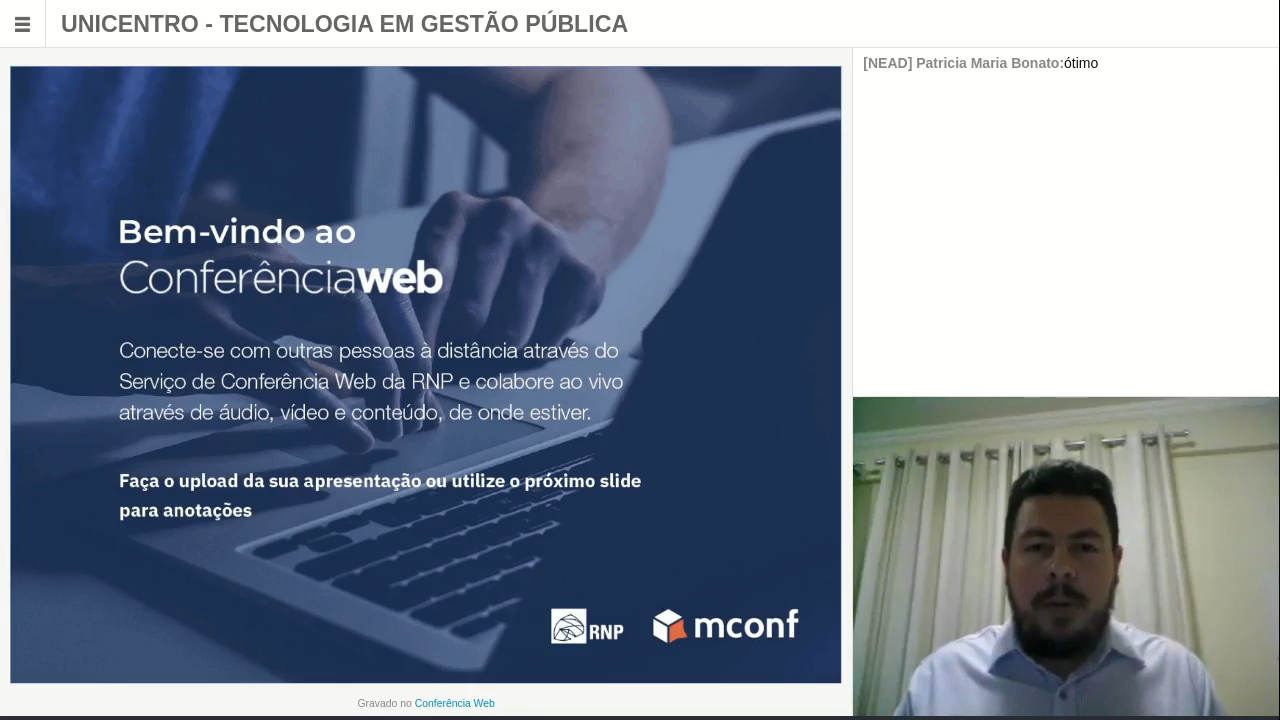 UNICENTRO - TECNOLOGIA EM GESTÃO PÚBLICA
[NEAD] Patricia Maria Bonato:ótimo
Bem-vindo ao
Conferênciaweb
Conecte-se com outras pessoas à distância através do
Serviço de Conferência Web da RNP e colabore ao vivo
através de áudio, vídeo e conteúdo, de onde estiver.
Faça o upload da sua apresentação ou utilize o próximo slide
para anotações
RNP
mconf
Gravado no Conferência Web